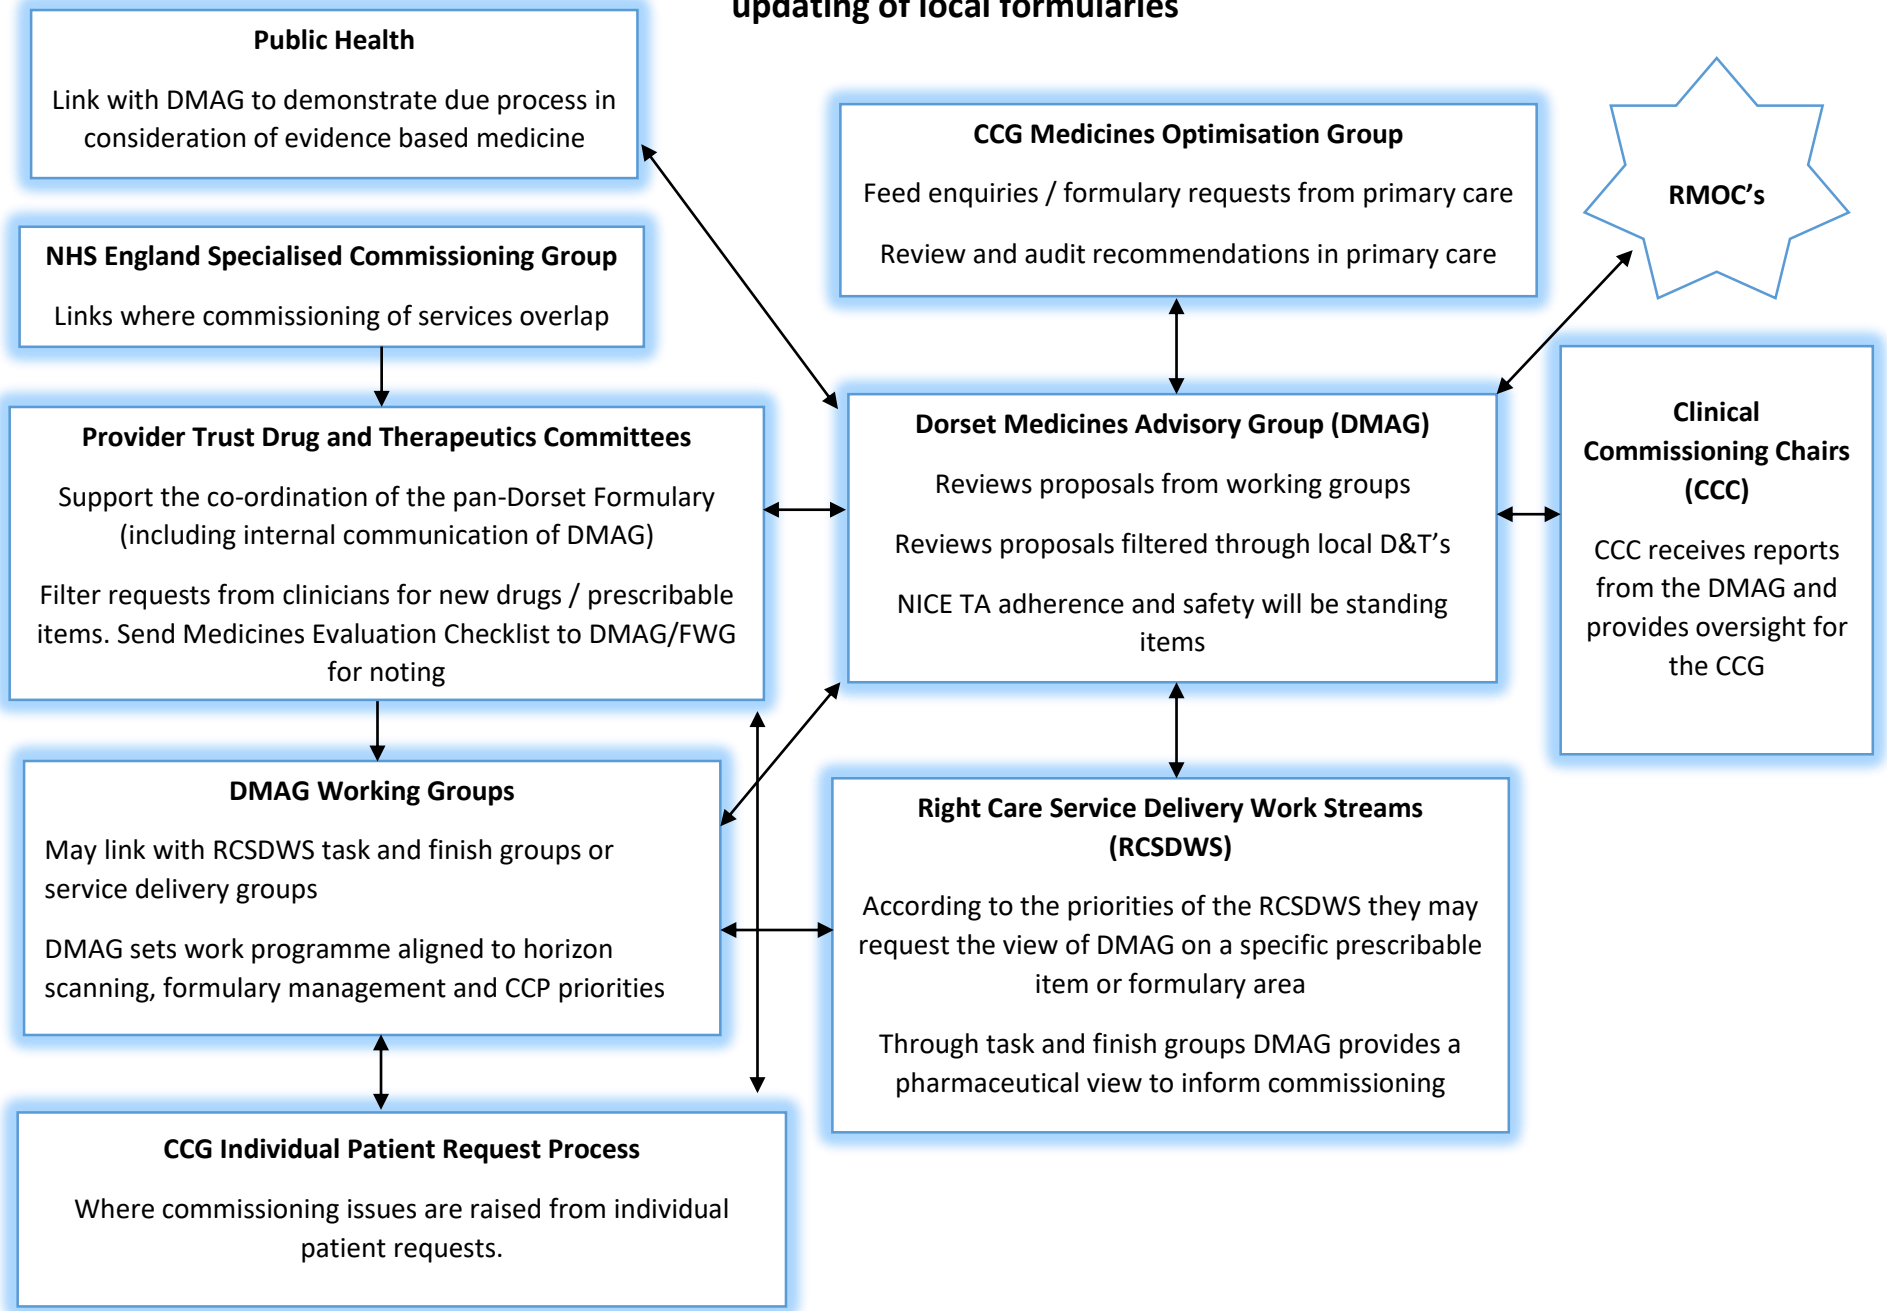 updating of local formularies
Public Health
Link with DMAG to demonstrate due process in
consideration of evidence based medicine
CCG Medicines Optimisation Group
Feed enquiries / formulary requests from primary care
Review and audit recommendations in primary care
RMOC’s
NHS England Specialised Commissioning Group
Links where commissioning of services overlap
Provider Trust Drug and Therapeutics Committees
Support the co-ordination of the pan-Dorset Formulary
(including internal communication of DMAG)
Filter requests from clinicians for new drugs / prescribable
items. Send Medicines Evaluation Checklist to DMAG/FWG
for noting
Dorset Medicines Advisory Group (DMAG)
Reviews proposals from working groups
Reviews proposals filtered through local D&T’s
NICE TA adherence and safety will be standing
items
Clinical
Commissioning Chairs
(CCC)
CCC receives reports
from the DMAG and
provides oversight for
the CCG
DMAG Working Groups
May link with RCSDWS task and finish groups or
service delivery groups
DMAG sets work programme aligned to horizon
scanning, formulary management and CCP priorities
Right Care Service Delivery Work Streams
(RCSDWS)
According to the priorities of the RCSDWS they may
request the view of DMAG on a specific prescribable
item or formulary area
Through task and finish groups DMAG provides a
pharmaceutical view to inform commissioning
CCG Individual Patient Request Process
Where commissioning issues are raised from individual
patient requests.